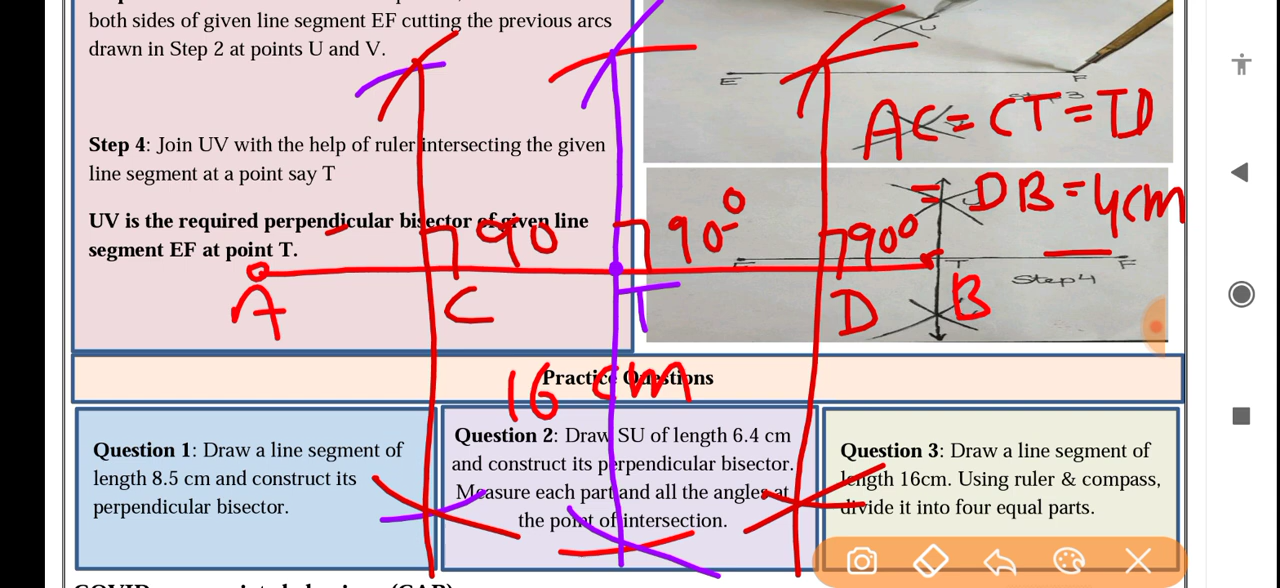 both sides of given line segment EF cutting the previous arcs
drawn in Step 2 at points U and V.
Step 4: Join UV with the help of ruler intersecting the given
line segment at a point say T
UV is the required perpendicular bisector of given line
segment EF at point T.
U
E
F
AC = CT = TD
= DB = 4cm
90
90°
90°
U
T
F
Step 4
A
C
T
D
B
16 cm
Practice Questions
Question 1: Draw a line segment of
length 8.5 cm and construct its
perpendicular bisector.
Question 2: Draw SU of length 6.4 cm
and construct its perpendicular bisector.
Measure each part and all the angles at
the point of intersection.
Question 3: Draw a line segment of
length 16cm. Using ruler & compass,
divide it into four equal parts.